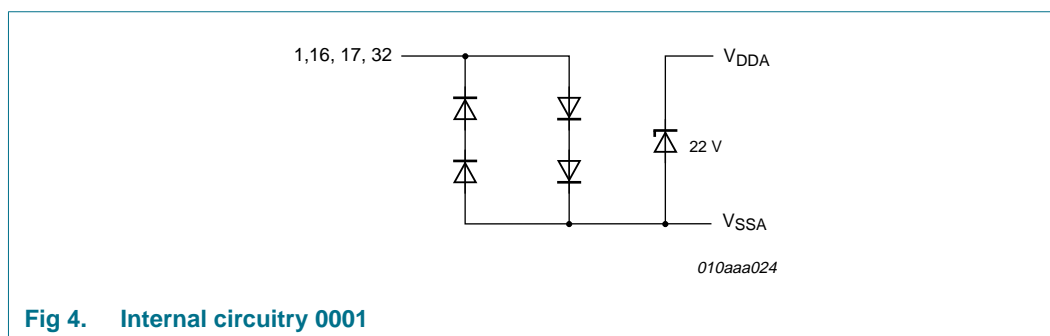 1,16, 17, 32
VDDA
22 V
VSSA
010aaa024
Fig 4. Internal circuitry 0001